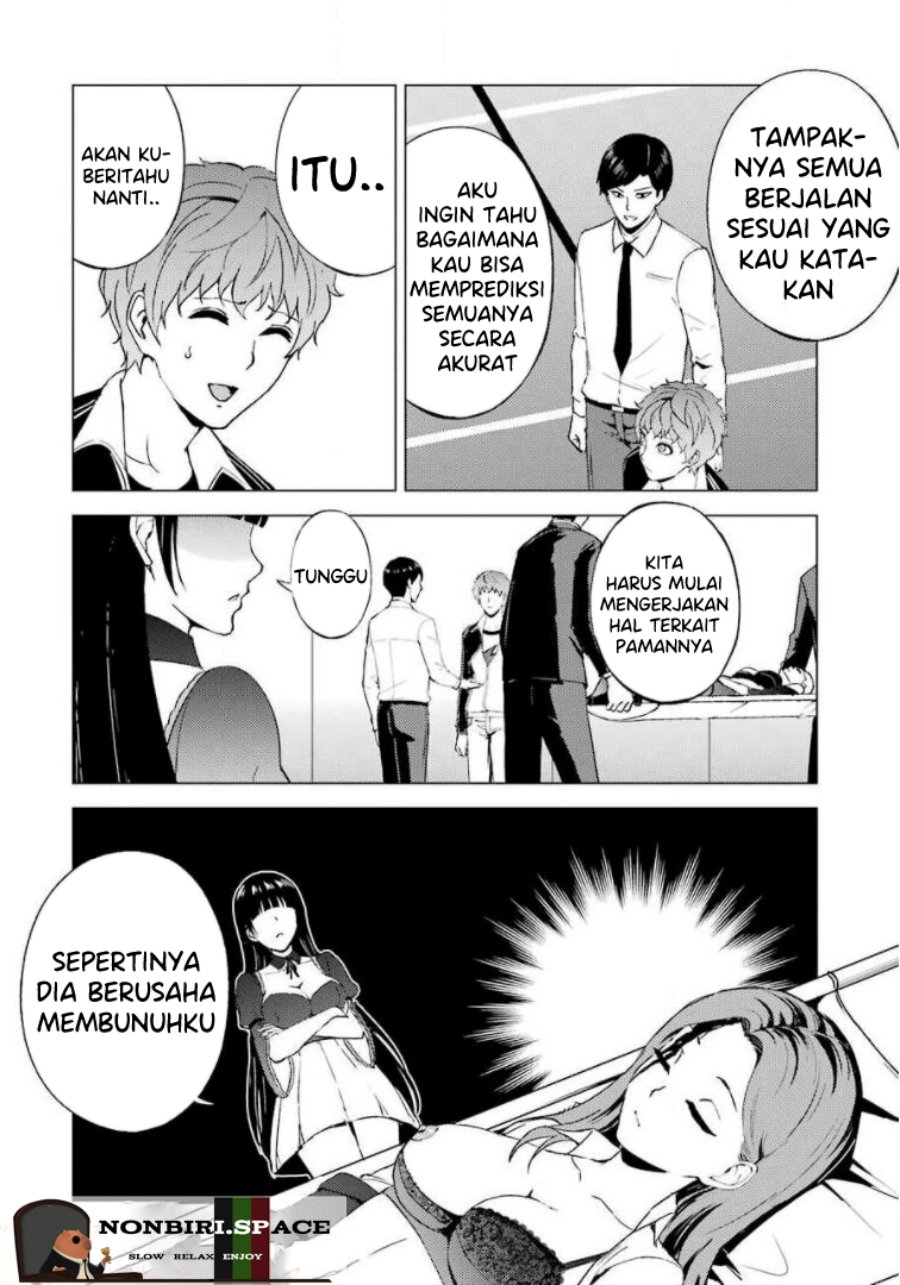 TAMPAK-
NYA SEMUA
BERJALAN
SESUAI YANG
KAU KATA-
KAN
AKU
INGIN TAHU
BAGAIMANA
KAU BISA
MEMPREDIKSI
SEMUANYA
SECARA
AKURAT
ITU..
AKAN KU-
BERITAHU
NANTI..
KITA
HARUS MULAI
MENGERJAKAN
HAL TERKAIT
PAMANNYA
TUNGGU
SEPERTINYA
DIA BERUSAHA
MEMBUNUHKU
NONBIRI.SPACE
SLOW RELAX ENJOY